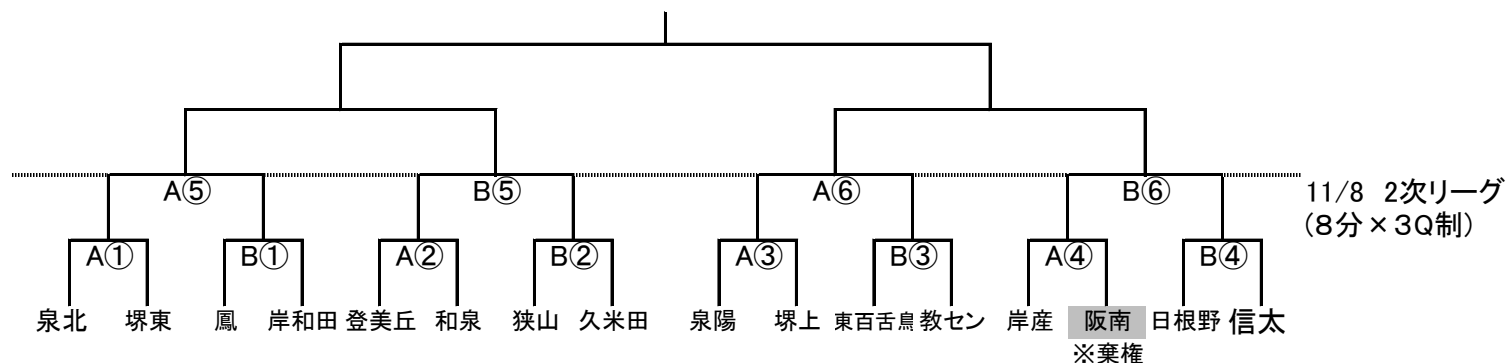 A⑤ B⑤ A⑥ B⑥
11/8 2次リーグ
(8分×3Q制)
A① B① A② B② A③ B③ A④ B④
泉北 堺東 鳳 岸和田 登美丘 和泉 狭山 久米田 泉陽 堺上 東百舌鳥 教セン 岸産 阪南 日根野 信太
※棄権